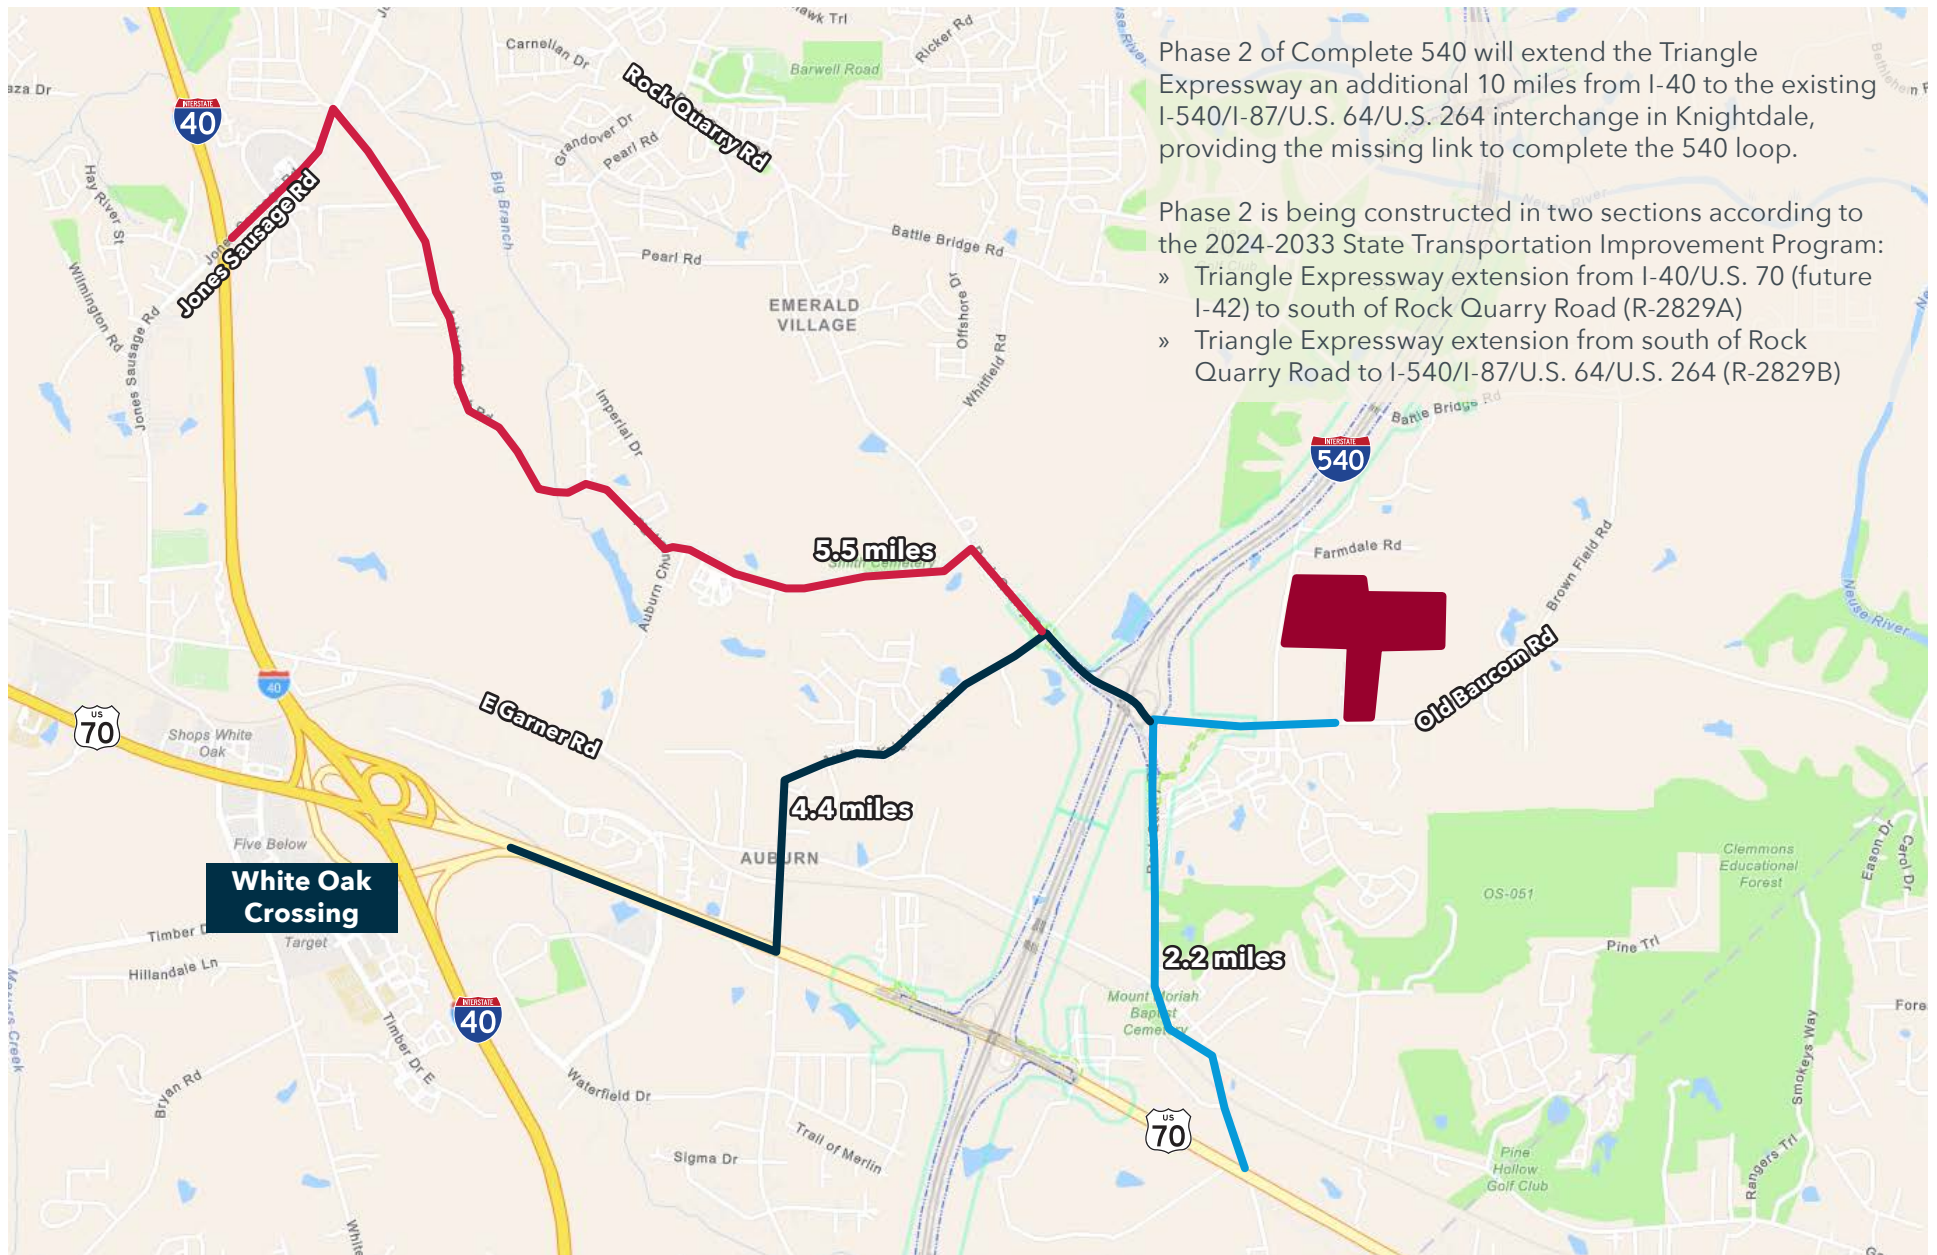 Phase 2 of Complete 540 will extend the Triangle
Expressway an additional 10 miles from I-40 to the existing
I-540/I-87/U.S. 64/U.S. 264 interchange in Knightdale,
providing the missing link to complete the 540 loop.
Phase 2 is being constructed in two sections according to
the 2024-2033 State Transportation Improvement Program:
» Triangle Expressway extension from I-40/U.S. 70 (future
I-42) to south of Rock Quarry Road (R-2829A)
» Triangle Expressway extension from south of Rock
Quarry Road to I-540/I-87/U.S. 64/U.S. 264 (R-2829B)
Carnelian Dr
Barwell Road
Ricker Rd
Rock Quarry Rd
INTERSTATE
40
Grandover Dr
Pearl Rd
Hay River St
Big Branch
Jones Sausage Rd
Wilmington Rd
Jones Sausage Rd
Pearl Rd
Battle Bridge Rd
Offshore Dr
EMERALD
VILLAGE
Whitfield Rd
Neuse River
Imperial Dr
Battle Bridge Rd
INTERSTATE
540
Farmdale Rd
Brown Field Rd
5.5 miles
Smith Cemetery
Neuse River
Old Baucom Rd
40
E Garner Rd
US
70
Shops White
Oak
4.4 miles
AUBURN
Five Below
White Oak
Crossing
Target
Hillandale Ln
INTERSTATE
40
Timber Dr E
Bryan Rd
Waterfield Dr
Trail of Merlin
Sigma Dr
2.2 miles
Mount Moriah
Baptist
Cemetery
US
70
OS-051
Clemmons
Educational
Forest
Eason Dr
Carol Dr
Pine Trl
Smokeys Way
Rangers Trl
Pine
Hollow
Golf Club